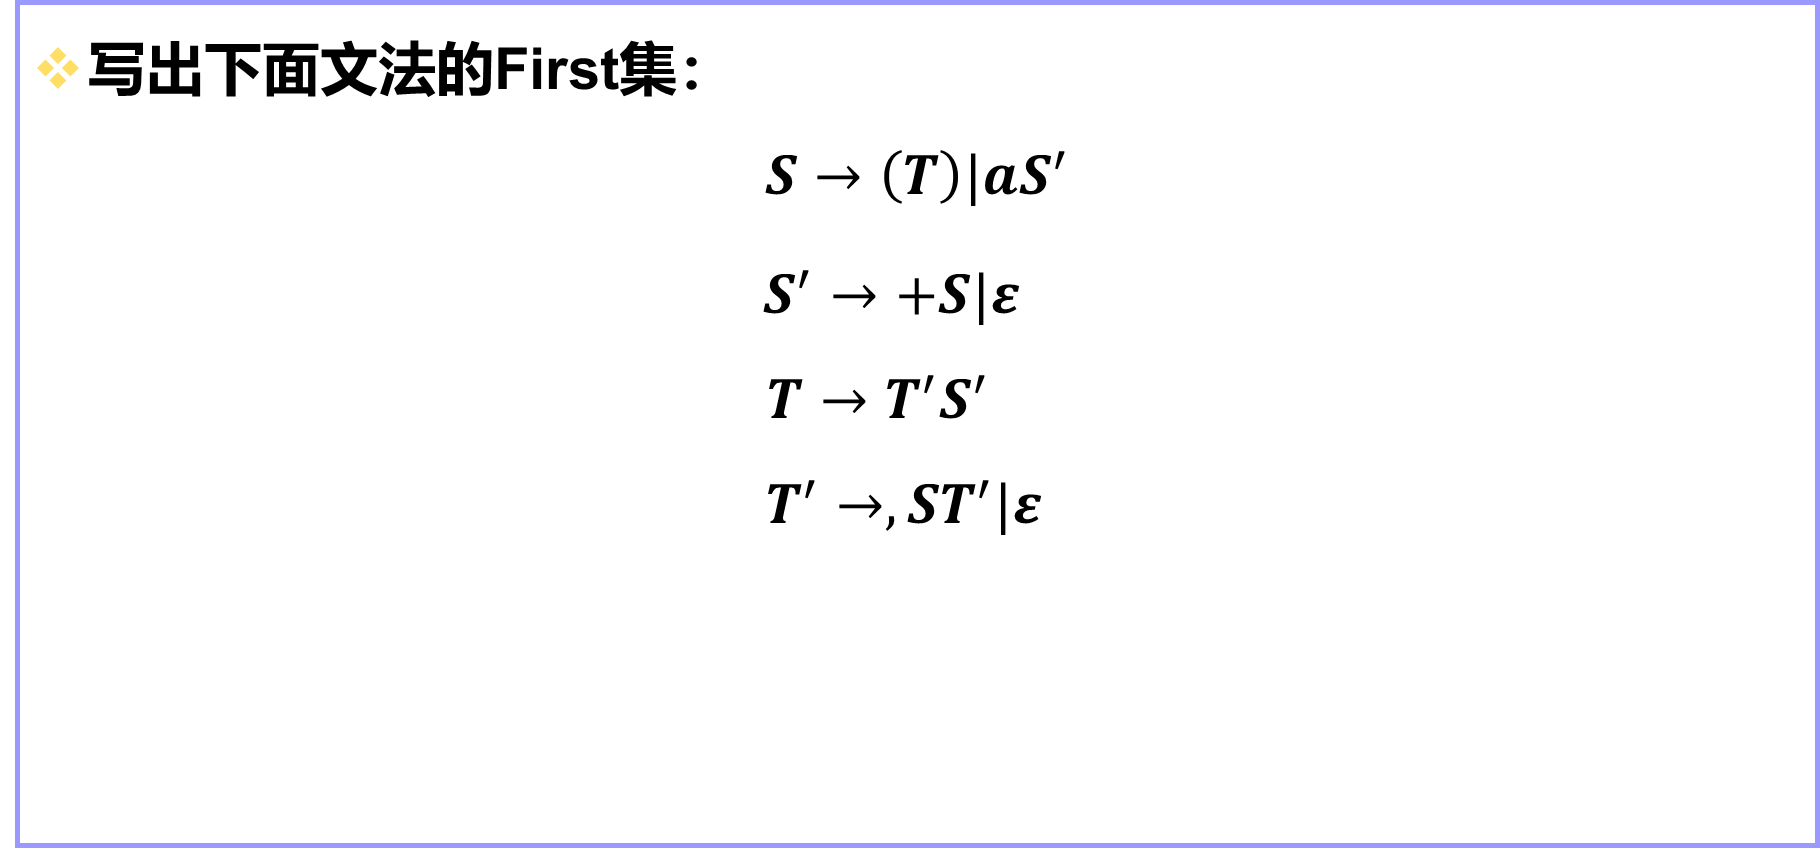 写出下面文法的First集：
S → (T)|aS′
S′ → +S|ε
T → T′S′
T′ →, ST′|ε